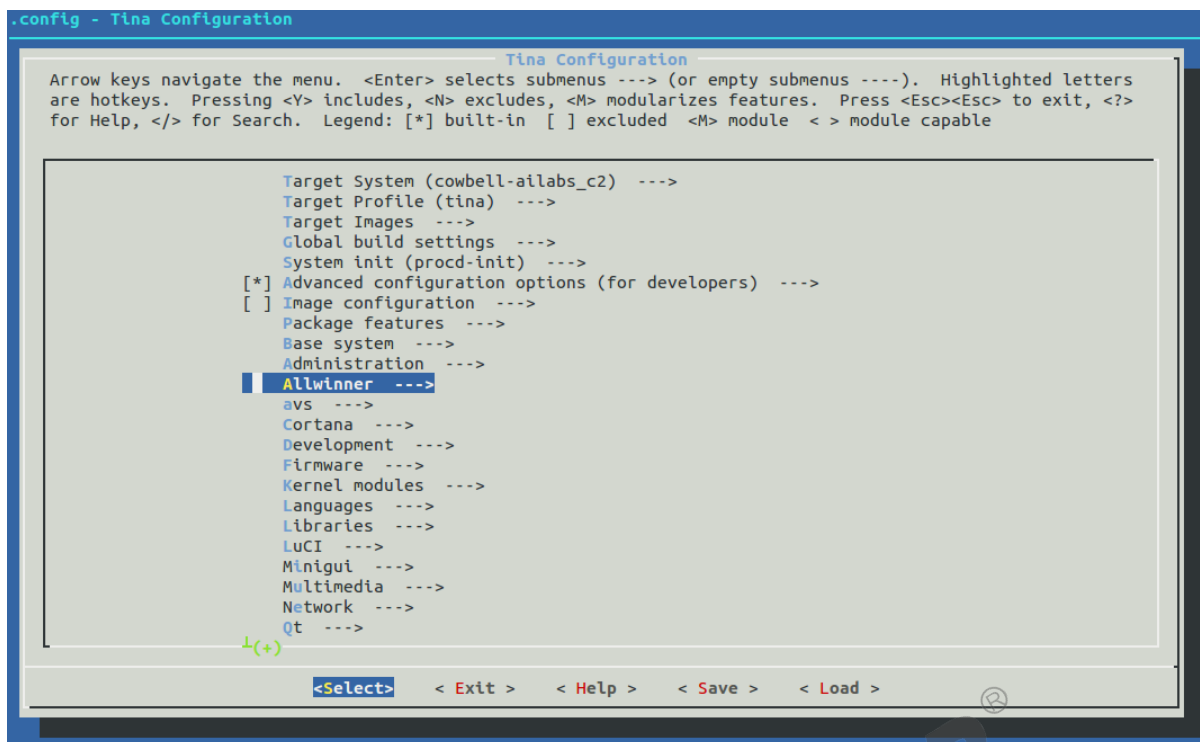 .config - Tina Configuration
Tina Configuration
Arrow keys navigate the menu.  <Enter> selects submenus ---> (or empty submenus ----).  Highlighted letters
are hotkeys.  Pressing <Y> includes, <N> excludes, <M> modularizes features.  Press <Esc><Esc> to exit, <?>
for Help, </> for Search.  Legend: [*] built-in  [ ] excluded  <M> module  < > module capable
Target System (cowbell-ailabs_c2)  --->
Target Profile (tina)  --->
Target Images  --->
Global build settings  --->
System init (procd-init)  --->
[*] Advanced configuration options (for developers)  --->
[ ] Image configuration  --->
Package features  --->
Base system  --->
Administration  --->
Allwinner  --->
avs  --->
Cortana  --->
Development  --->
Firmware  --->
Kernel modules  --->
Languages  --->
Libraries  --->
LuCI  --->
Minigui  --->
Multimedia  --->
Network  --->
Qt  --->
┴(+)
<Select>    < Exit >    < Help >    < Save >    < Load >
®